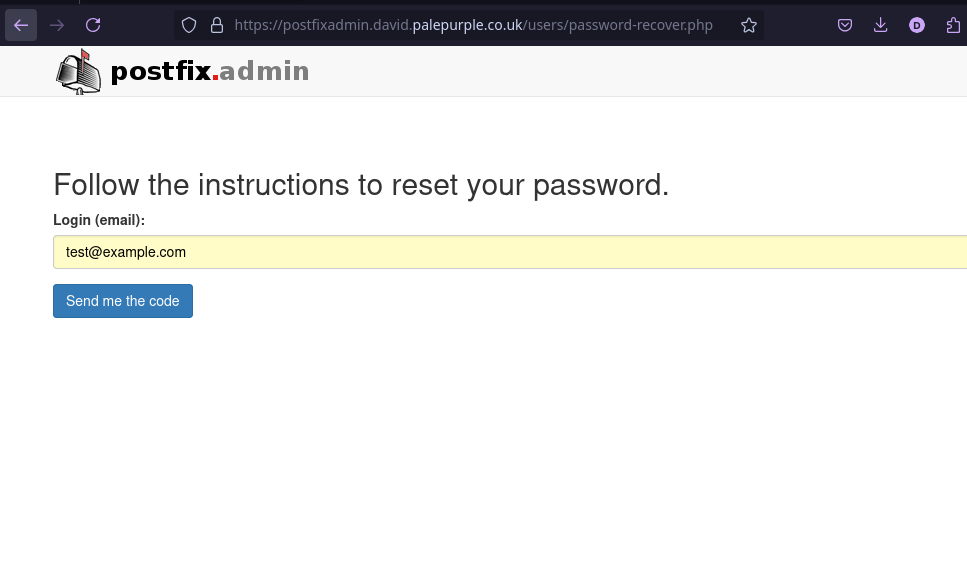 https://postfixadmin.david.palepurple.co.uk/users/password-recover.php
D
postfix.admin
Follow the instructions to reset your password.
Login (email):
test@example.com
Send me the code